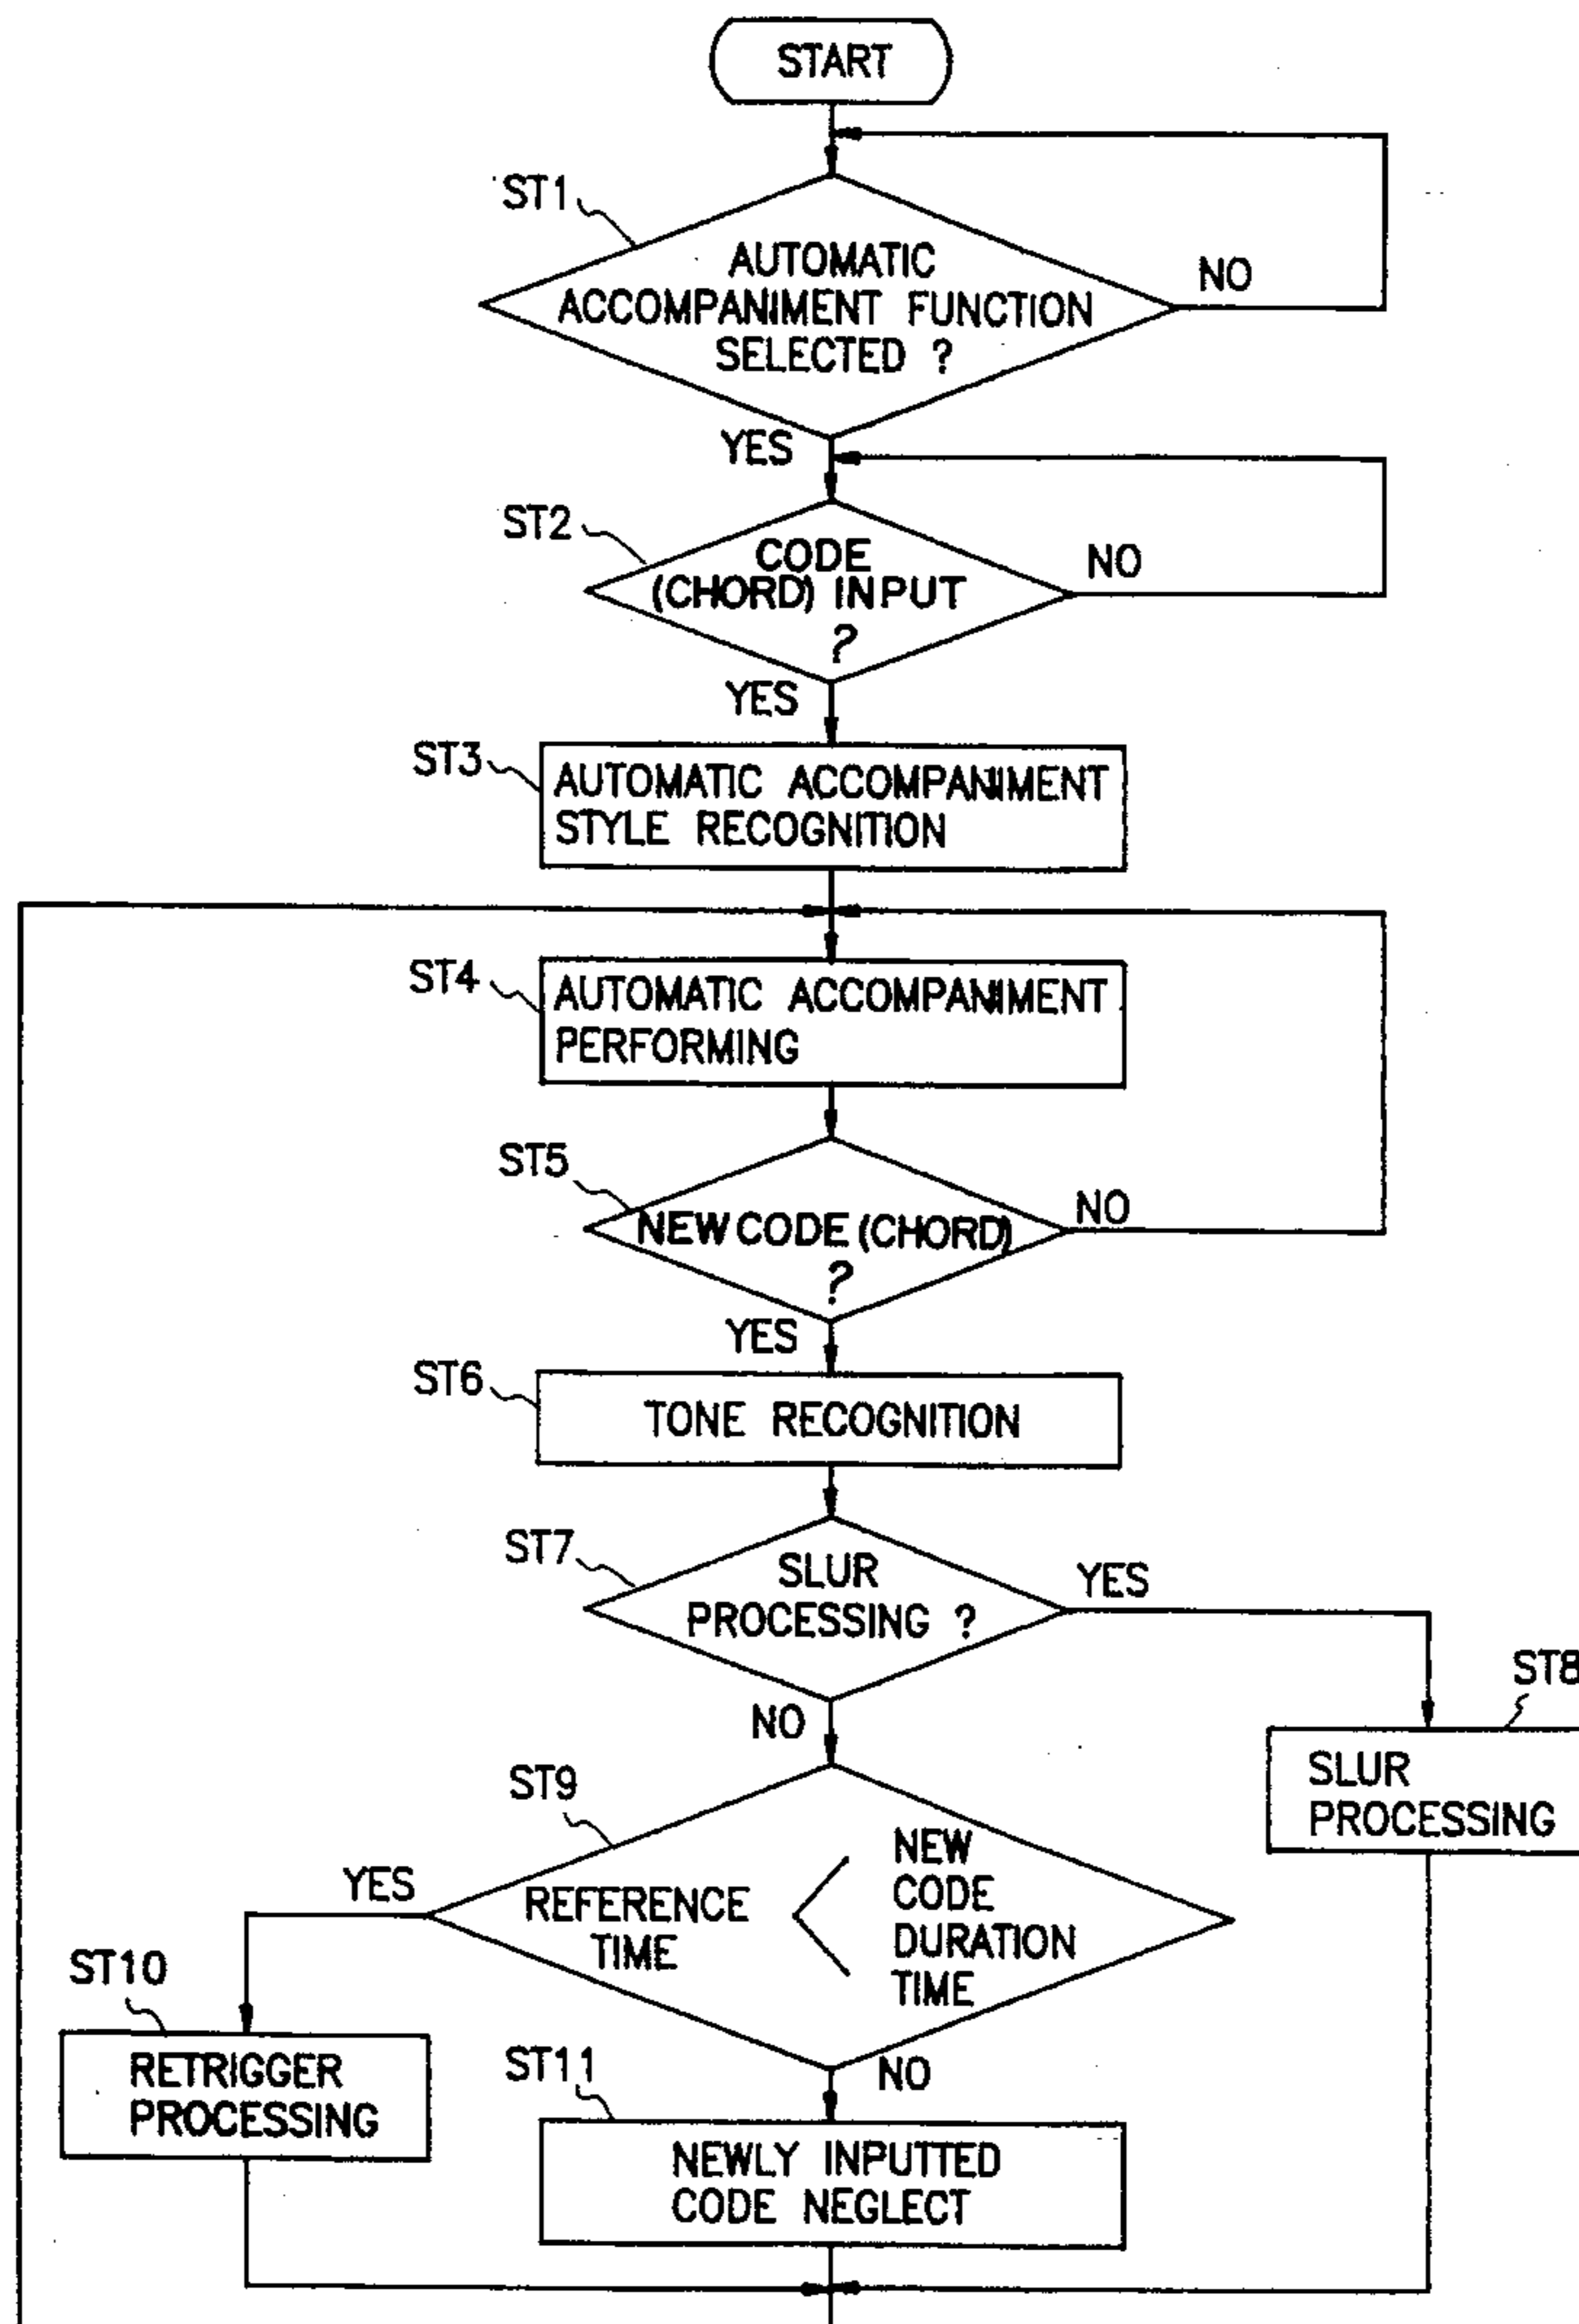 START
ST1
AUTOMATIC
ACCOMPANIMENT FUNCTION
SELECTED ?
NO
YES
ST2
CODE
(CHORD) INPUT
?
NO
YES
ST3
AUTOMATIC ACCOMPANIMENT
STYLE RECOGNITION
ST4
AUTOMATIC ACCOMPANIMENT
PERFORMING
ST5
NEW CODE (CHORD)
?
NO
YES
ST6
TONE RECOGNITION
ST7
SLUR
PROCESSING ?
YES
NO
ST8
SLUR
PROCESSING
ST9
YES
REFERENCE
TIME
<
NEW
CODE
DURATION
TIME
NO
ST10
RETRIGGER
PROCESSING
ST11
NEWLY INPUTTED
CODE NEGLECT